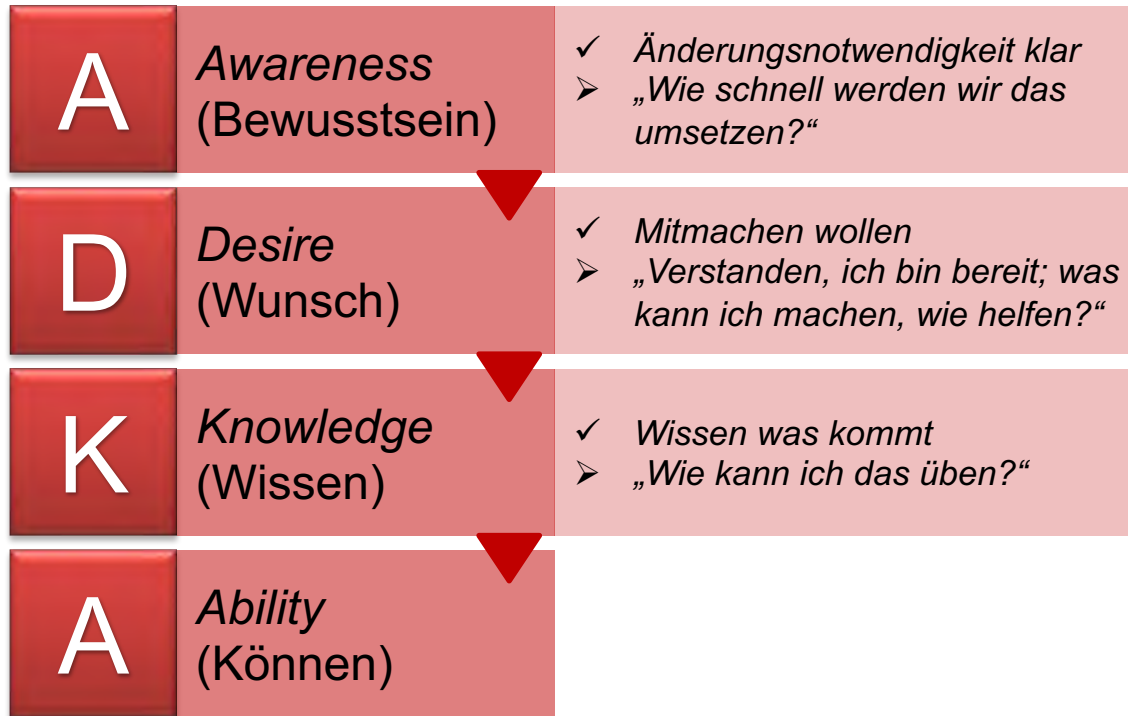 A
Awareness
(Bewusstsein)
✓ Änderungsnotwendigkeit klar
➢ „Wie schnell werden wir das
umsetzen?“
D
Desire
(Wunsch)
✓ Mitmachen wollen
➢ „Verstanden, ich bin bereit; was
kann ich machen, wie helfen?“
K
Knowledge
(Wissen)
✓ Wissen was kommt
➢ „Wie kann ich das üben?“
A
Ability
(Können)